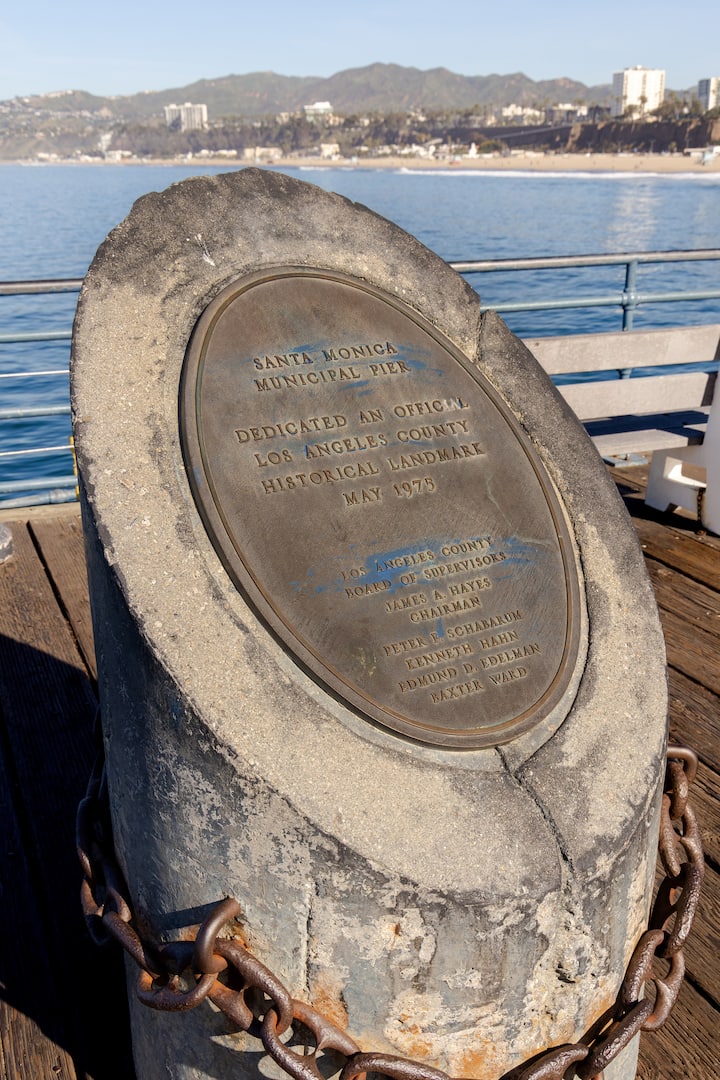 SANTA MONICA
MUNICIPAL PIER
DEDICATED AN OFFICIAL
LOS ANGELES COUNTY
HISTORICAL LANDMARK
MAY 1975
LOS ANGELES COUNTY
BOARD OF SUPERVISORS
JAMES A. HAYES
CHAIRMAN
PETER F. SCHABARUM
KENNETH HAHN
EDMUND D. EDELMAN
BAXTER WARD